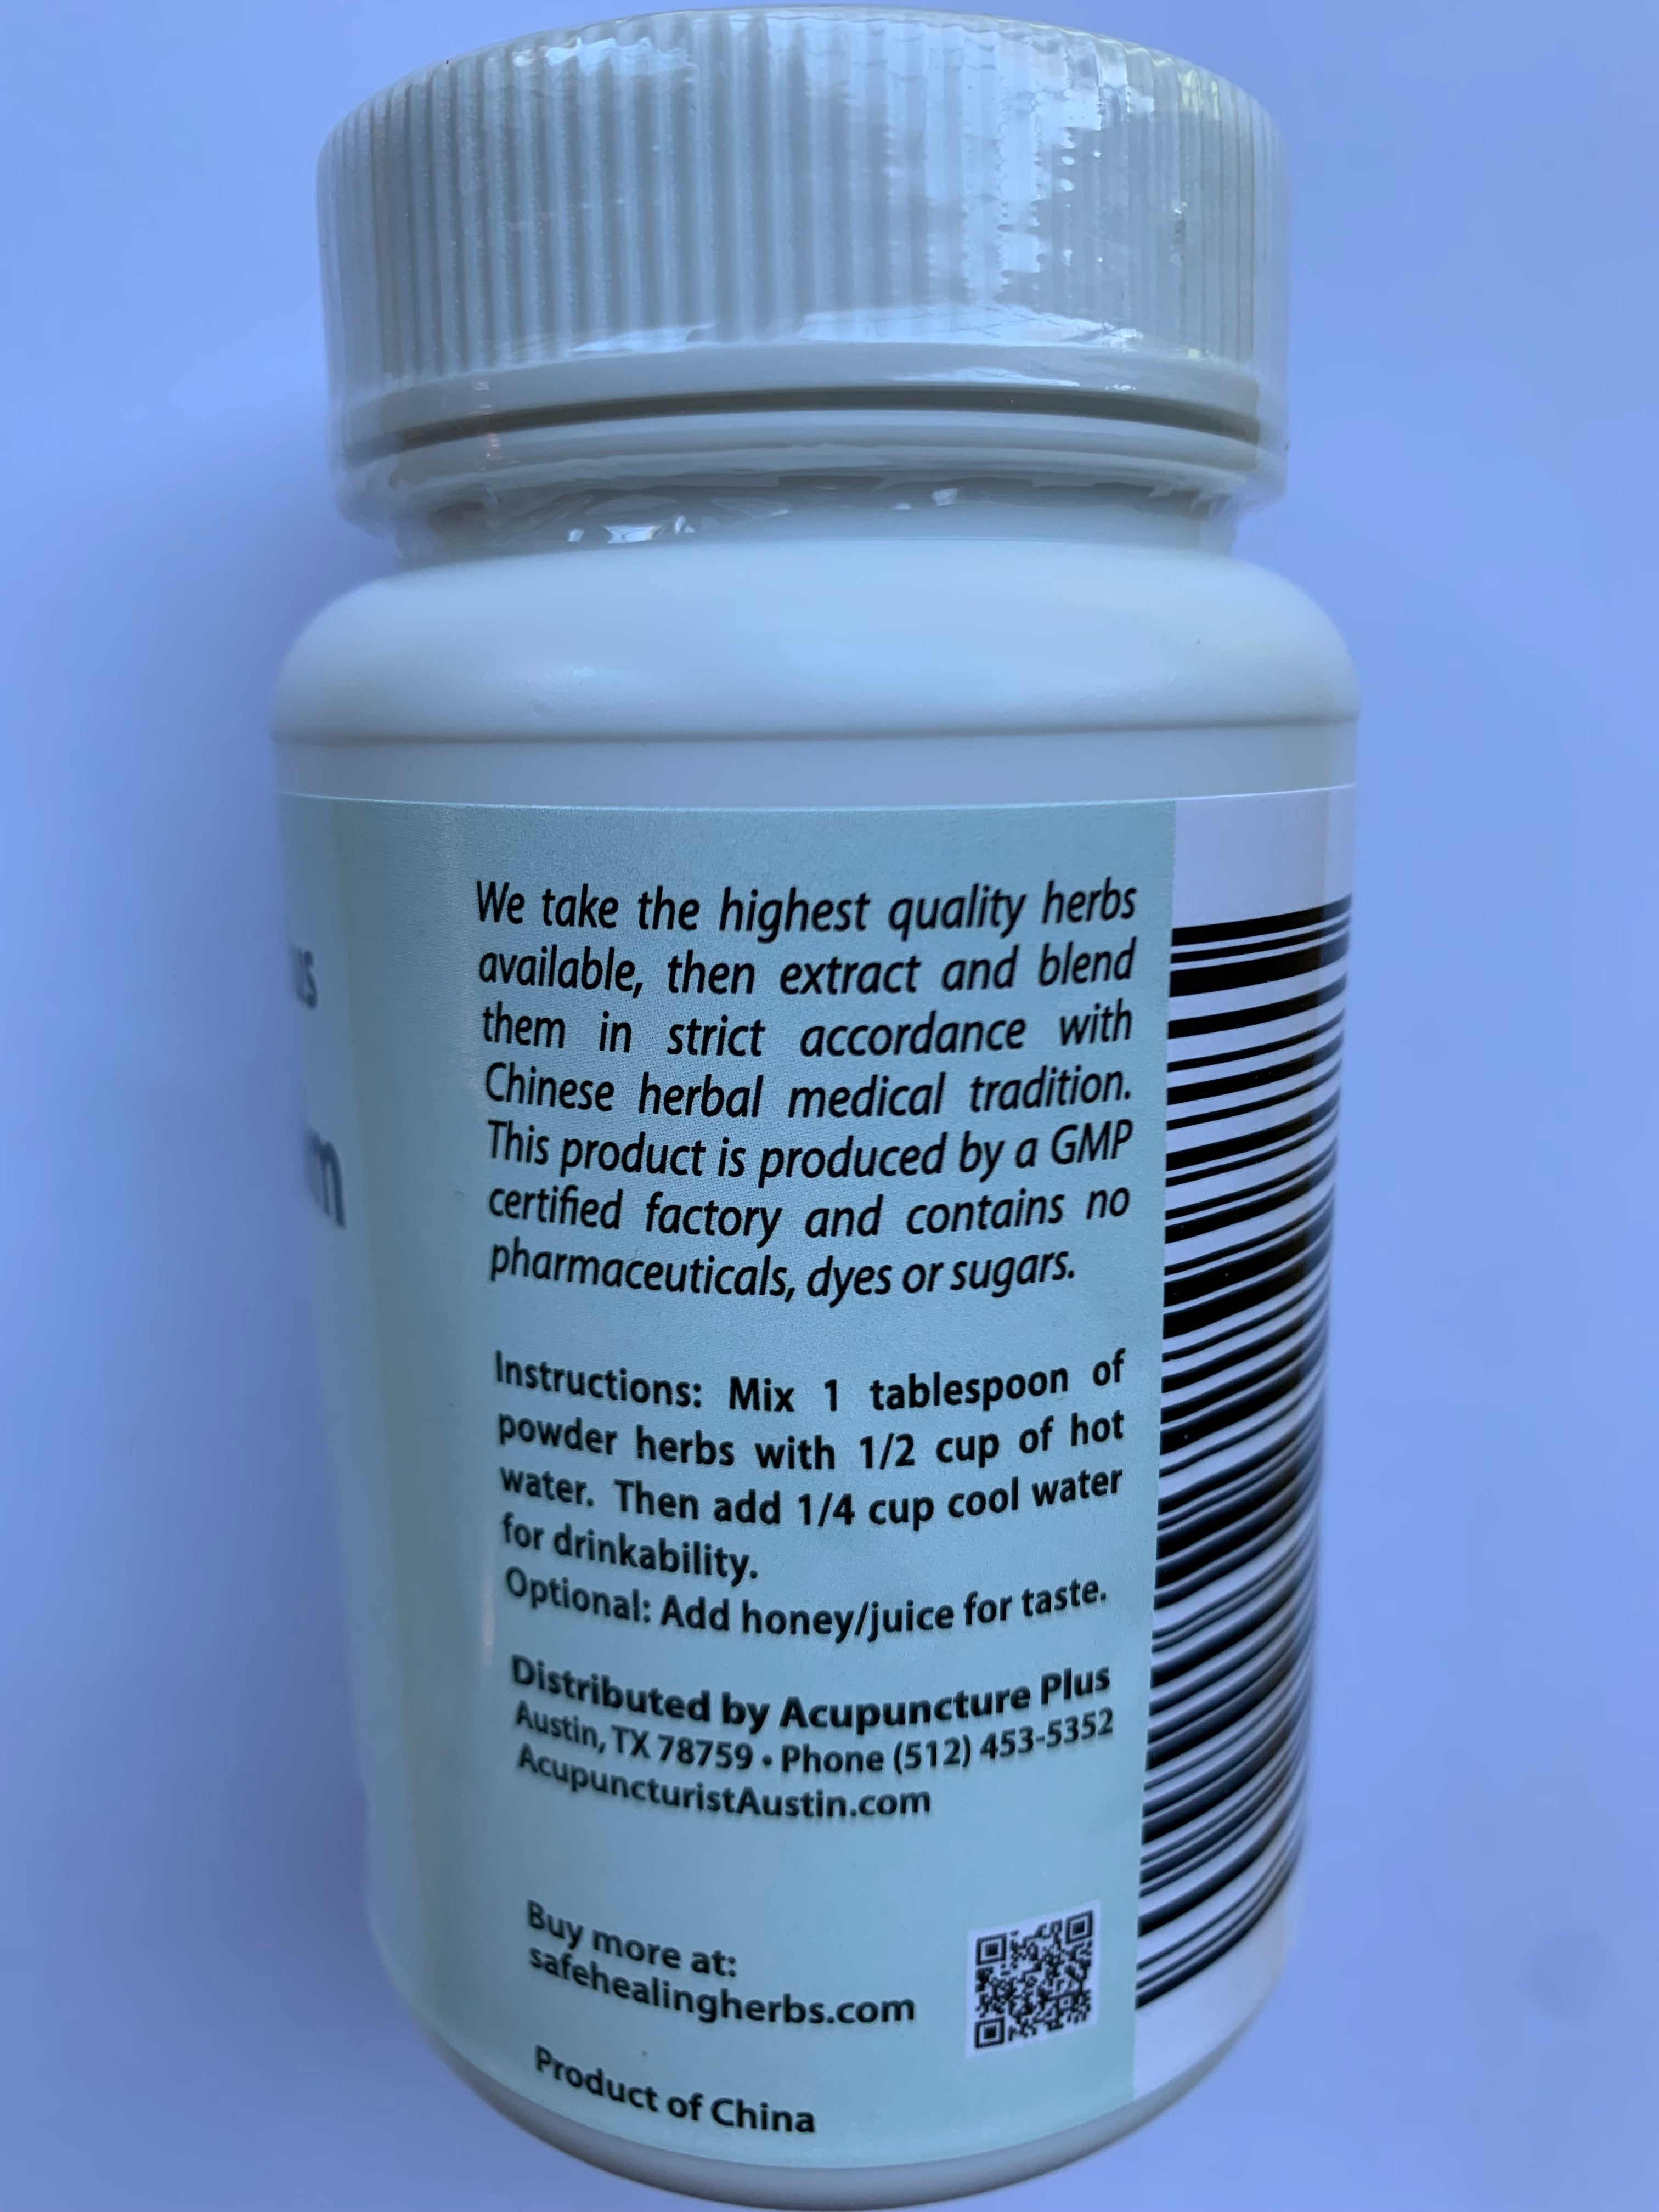 We take the highest quality herbs
available, then extract and blend
them in strict accordance with
Chinese herbal medical tradition.
This product is produced by a GMP
certified factory and contains no
pharmaceuticals, dyes or sugars.
Instructions: Mix 1 tablespoon of
powder herbs with 1/2 cup of hot
water. Then add 1/4 cup cool water
for drinkability.
Optional: Add honey/juice for taste.
Distributed by Acupuncture Plus
Austin, TX 78759 • Phone (512) 453-5352
AcupuncturistAustin.com
Buy more at:
safehealingherbs.com
Product of China